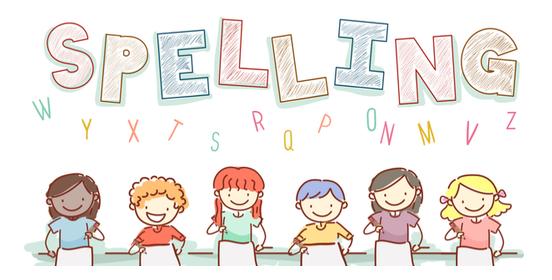 SPELLING
W Y X T S R Q P O N M V Z